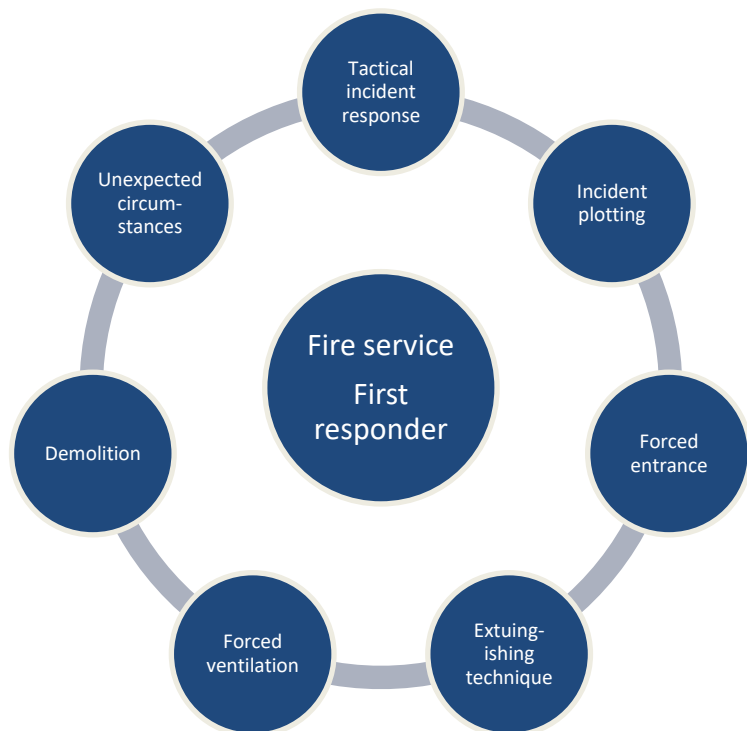 Tactical
incident
response
Incident
plotting
Forced
entrance
Extuing-
ishing
technique
Forced
ventilation
Demolition
Unexpected
circum-
stances
Fire service
First
responder